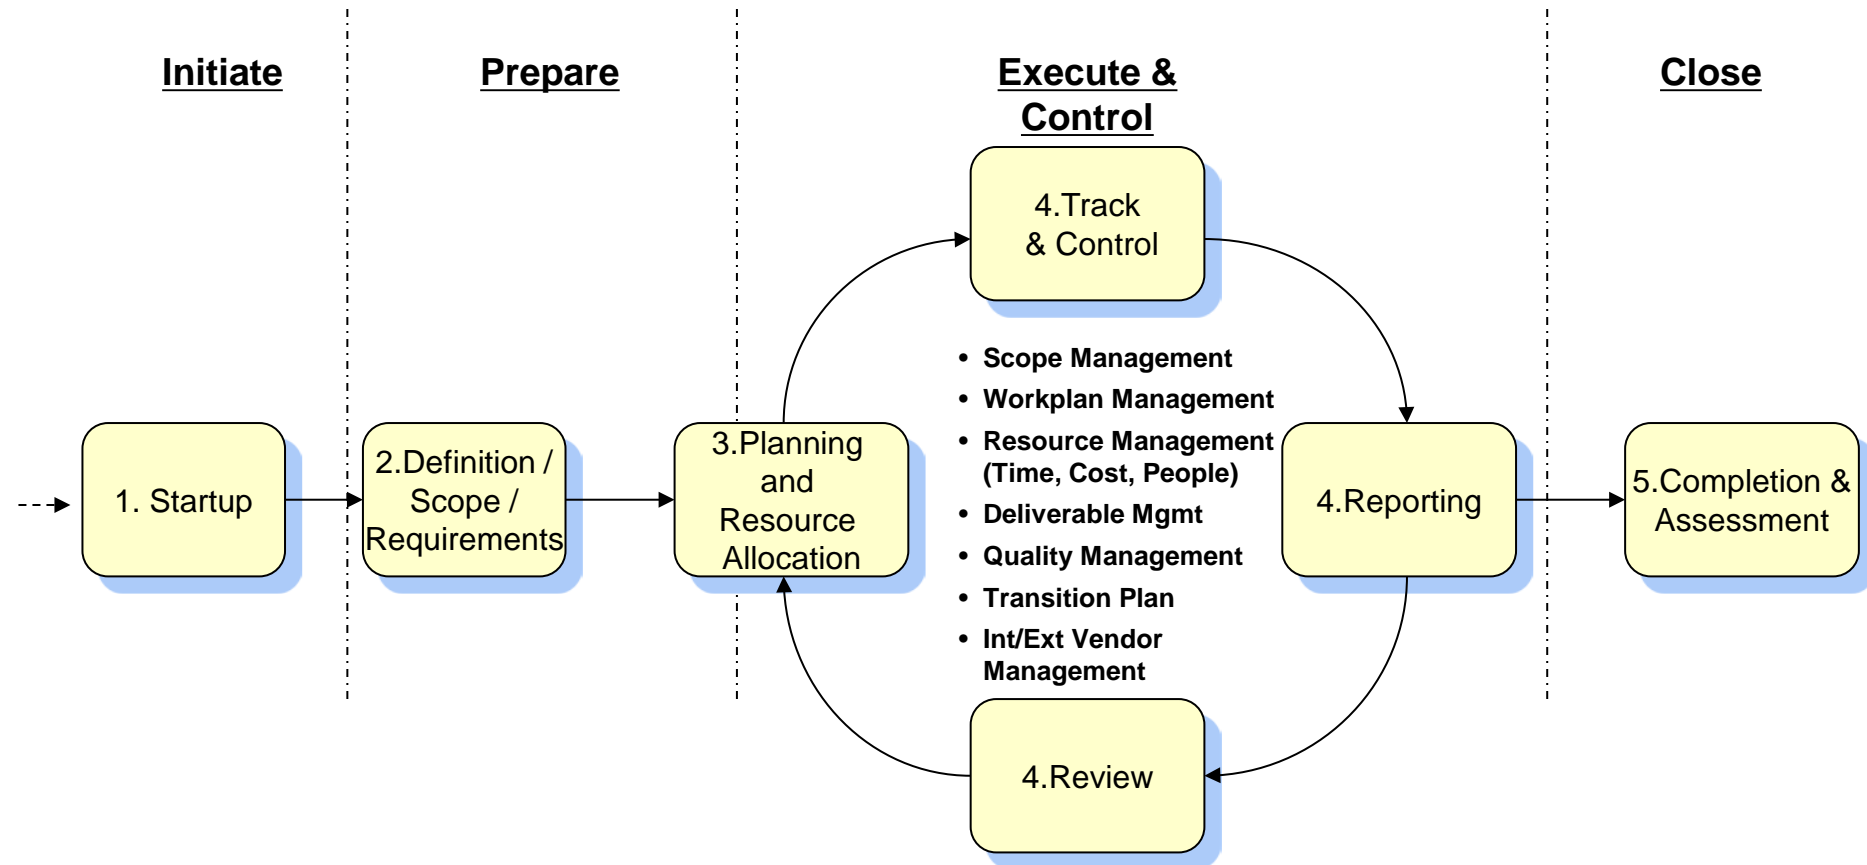 Initiate
Prepare
Execute &
Control
Close
4.Track
& Control
• Scope Management
• Workplan Management
• Resource Management
(Time, Cost, People)
• Deliverable Mgmt
• Quality Management
• Transition Plan
• Int/Ext Vendor
Management
1. Startup
2.Definition /
Scope /
Requirements
3.Planning
and
Resource
Allocation
4.Reporting
5.Completion &
Assessment
4.Review